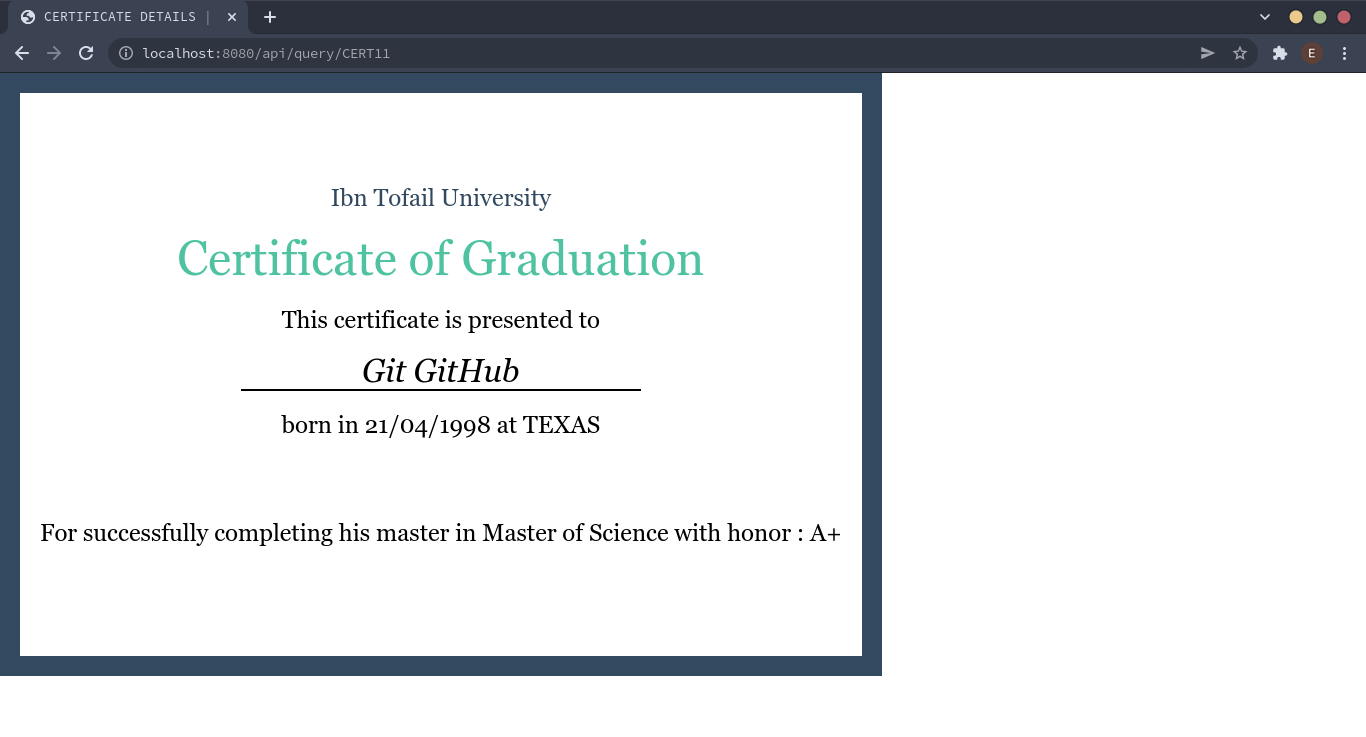 CERTIFICATE DETAILS |
localhost:8080/api/query/CERT11
E
Ibn Tofail University
Certificate of Graduation
This certificate is presented to
Git GitHub
born in 21/04/1998 at TEXAS
For successfully completing his master in Master of Science with honor : A+